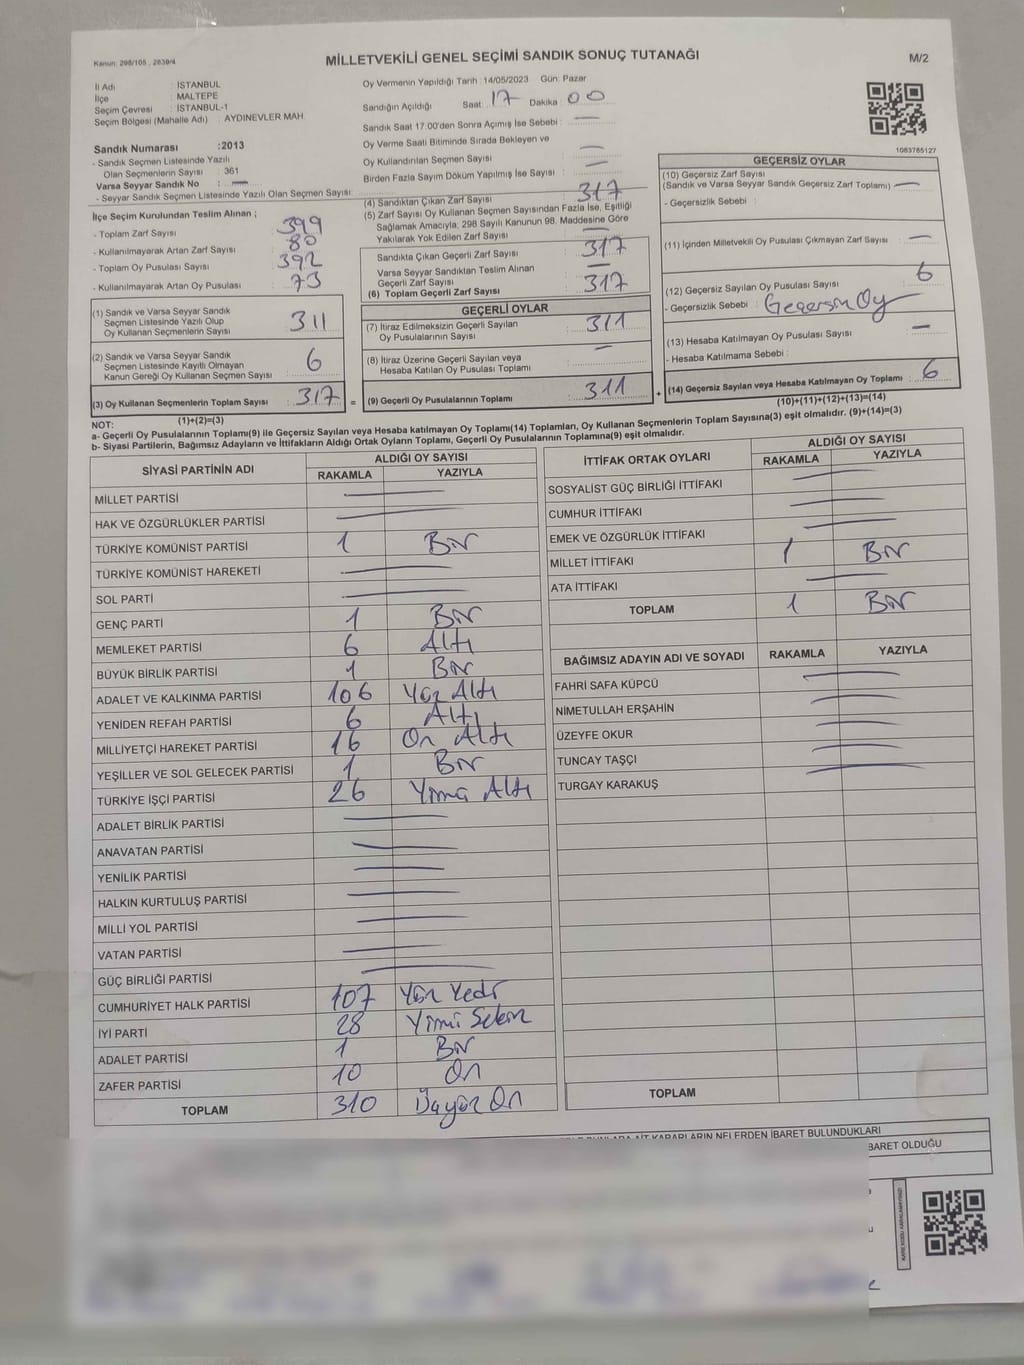 Kanun: 298/105 , 2839/4
MİLLETVEKİLİ GENEL SEÇİMİ SANDIK SONUÇ TUTANAĞI
M/2
İl Adı : İSTANBUL
İlçe : MALTEPE
Seçim Çevresi : İSTANBUL-1
Seçim Bölgesi (Mahalle Adı) : AYDINEVLER MAH.
Oy Vermenin Yapıldığı Tarih :14/05/2023 Gün: Pazar
Sandığın Açıldığı Saat: 17 Dakika : 00
Sandık Saat 17.00'den Sonra Açımış İse Sebebi : —
Oy Verme Saati Bitiminde Sırada Bekleyen ve
Oy Kullandırılan Seçmen Sayısı : —
Birden Fazla Sayım Döküm Yapılmış İse Sayısı : —
1083785127
Sandık Numarası :2013
- Sandık Seçmen Listesinde Yazılı
Olan Seçmenlerin Sayısı : 361
Varsa Seyyar Sandık No : —
- Seyyar Sandık Seçmen Listesinde Yazılı Olan Seçmen Sayısı:
İlçe Seçim Kurulundan Teslim Alınan ;
- Toplam Zarf Sayısı : 399
- Kullanılmayarak Artan Zarf Sayısı : 80
- Toplam Oy Pusulası Sayısı : 392
- Kullanılmayarak Artan Oy Pusulası : 73
(1) Sandık ve Varsa Seyyar Sandık
Seçmen Listesinde Yazılı Olup
Oy Kullanan Seçmenlerin Sayısı : 311
(2) Sandık ve Varsa Seyyar Sandık
Seçmen Listesinde Kayıtlı Olmayan
Kanun Gereği Oy Kullanan Seçmen Sayısı : 6
(3) Oy Kullanan Seçmenlerin Toplam Sayısı : 317 =
(1)+(2)=(3)
(4) Sandıktan Çıkan Zarf Sayısı : 317
(5) Zarf Sayısı Oy Kullanan Seçmen Sayısından Fazla İse, Eşitliği
Sağlamak Amacıyla; 298 Sayılı Kanunun 98. Maddesine Göre
Yakılarak Yok Edilen Zarf Sayısı : —
Sandıkta Çıkan Geçerli Zarf Sayısı : 317
Varsa Seyyar Sandıktan Teslim Alınan
Geçerli Zarf Sayısı : —
(6) Toplam Geçerli Zarf Sayısı : 317
GEÇERLİ OYLAR
(7) İtiraz Edilmeksizin Geçerli Sayılan
Oy Pusulalarının Sayısı : 311
(8) İtiraz Üzerine Geçerli Sayılan veya
Hesaba Katılan Oy Pusulası Toplamı : —
(9) Geçerli Oy Pusulalarının Toplamı : 311 +
GEÇERSİZ OYLAR
(10) Geçersiz Zarf Sayısı
(Sandık ve Varsa Seyyar Sandık Geçersiz Zarf Toplamı) : —
- Geçersizlik Sebebi :
(11) İçinden Milletvekili Oy Pusulası Çıkmayan Zarf Sayısı : —
(12) Geçersiz Sayılan Oy Pusulası Sayısı : 6
- Geçersizlik Sebebi : Geçersiz Oy
(13) Hesaba Katılmayan Oy Pusulası Sayısı : —
- Hesaba Katılmama Sebebi :
(14) Geçersiz Sayılan veya Hesaba Katılmayan Oy Toplamı : 6
(10)+(11)+(12)+(13)=(14)
NOT:
a- Geçerli Oy Pusulalarının Toplamı(9) ile Geçersiz Sayılan veya Hesaba katılmayan Oy Toplamı(14) Toplamları, Oy Kullanan Seçmenlerin Toplam Sayısına(3) eşit olmalıdır. (9)+(14)=(3)
b- Siyasi Partilerin, Bağımsız Adayların ve İttifakların Aldığı Ortak Oyların Toplamı, Geçerli Oy Pusulalarının Toplamına(9) eşit olmalıdır.
SİYASİ PARTİNİN ADI ALDIĞI OY SAYISI
RAKAMLA YAZIYLA
MİLLET PARTİSİ —
HAK VE ÖZGÜRLÜKLER PARTİSİ —
TÜRKİYE KOMÜNİST PARTİSİ 1 Bir
TÜRKİYE KOMÜNİST HAREKETİ —
SOL PARTİ —
GENÇ PARTİ 1 Bir
MEMLEKET PARTİSİ 6 Altı
BÜYÜK BİRLİK PARTİSİ 1 Bir
ADALET VE KALKINMA PARTİSİ 106 Yüz Altı
YENİDEN REFAH PARTİSİ 6 Altı
MİLLİYETÇİ HAREKET PARTİSİ 16 On Altı
YEŞİLLER VE SOL GELECEK PARTİSİ 1 Bir
TÜRKİYE İŞÇİ PARTİSİ 26 Yirmi Altı
ADALET BİRLİK PARTİSİ —
ANAVATAN PARTİSİ —
YENİLİK PARTİSİ —
HALKIN KURTULUŞ PARTİSİ —
MİLLİ YOL PARTİSİ —
VATAN PARTİSİ —
GÜÇ BİRLİĞİ PARTİSİ —
CUMHURİYET HALK PARTİSİ 107 Yüz Yedi
İYİ PARTİ 28 Yirmi Sekiz
ADALET PARTİSİ 1 Bir
ZAFER PARTİSİ 10 On
TOPLAM 310 Üçyüz On
İTTİFAK ORTAK OYLARI ALDIĞI OY SAYISI
RAKAMLA YAZIYLA
SOSYALİST GÜÇ BİRLİĞİ İTTİFAKI —
CUMHUR İTTİFAKI —
EMEK VE ÖZGÜRLÜK İTTİFAKI —
MİLLET İTTİFAKI 1 Bir
ATA İTTİFAKI —
TOPLAM 1 Bir
BAĞIMSIZ ADAYIN ADI VE SOYADI RAKAMLA YAZIYLA
FAHRİ SAFA KÜPCÜ —
NİMETULLAH ERŞAHİN —
ÜZEYFE OKUR —
TUNCAY TAŞÇI —
TURGAY KARAKUŞ —
TOPLAM
KARARLARIN NELERDEN İBARET BULUNDUKLARI
BARET OLDUĞU